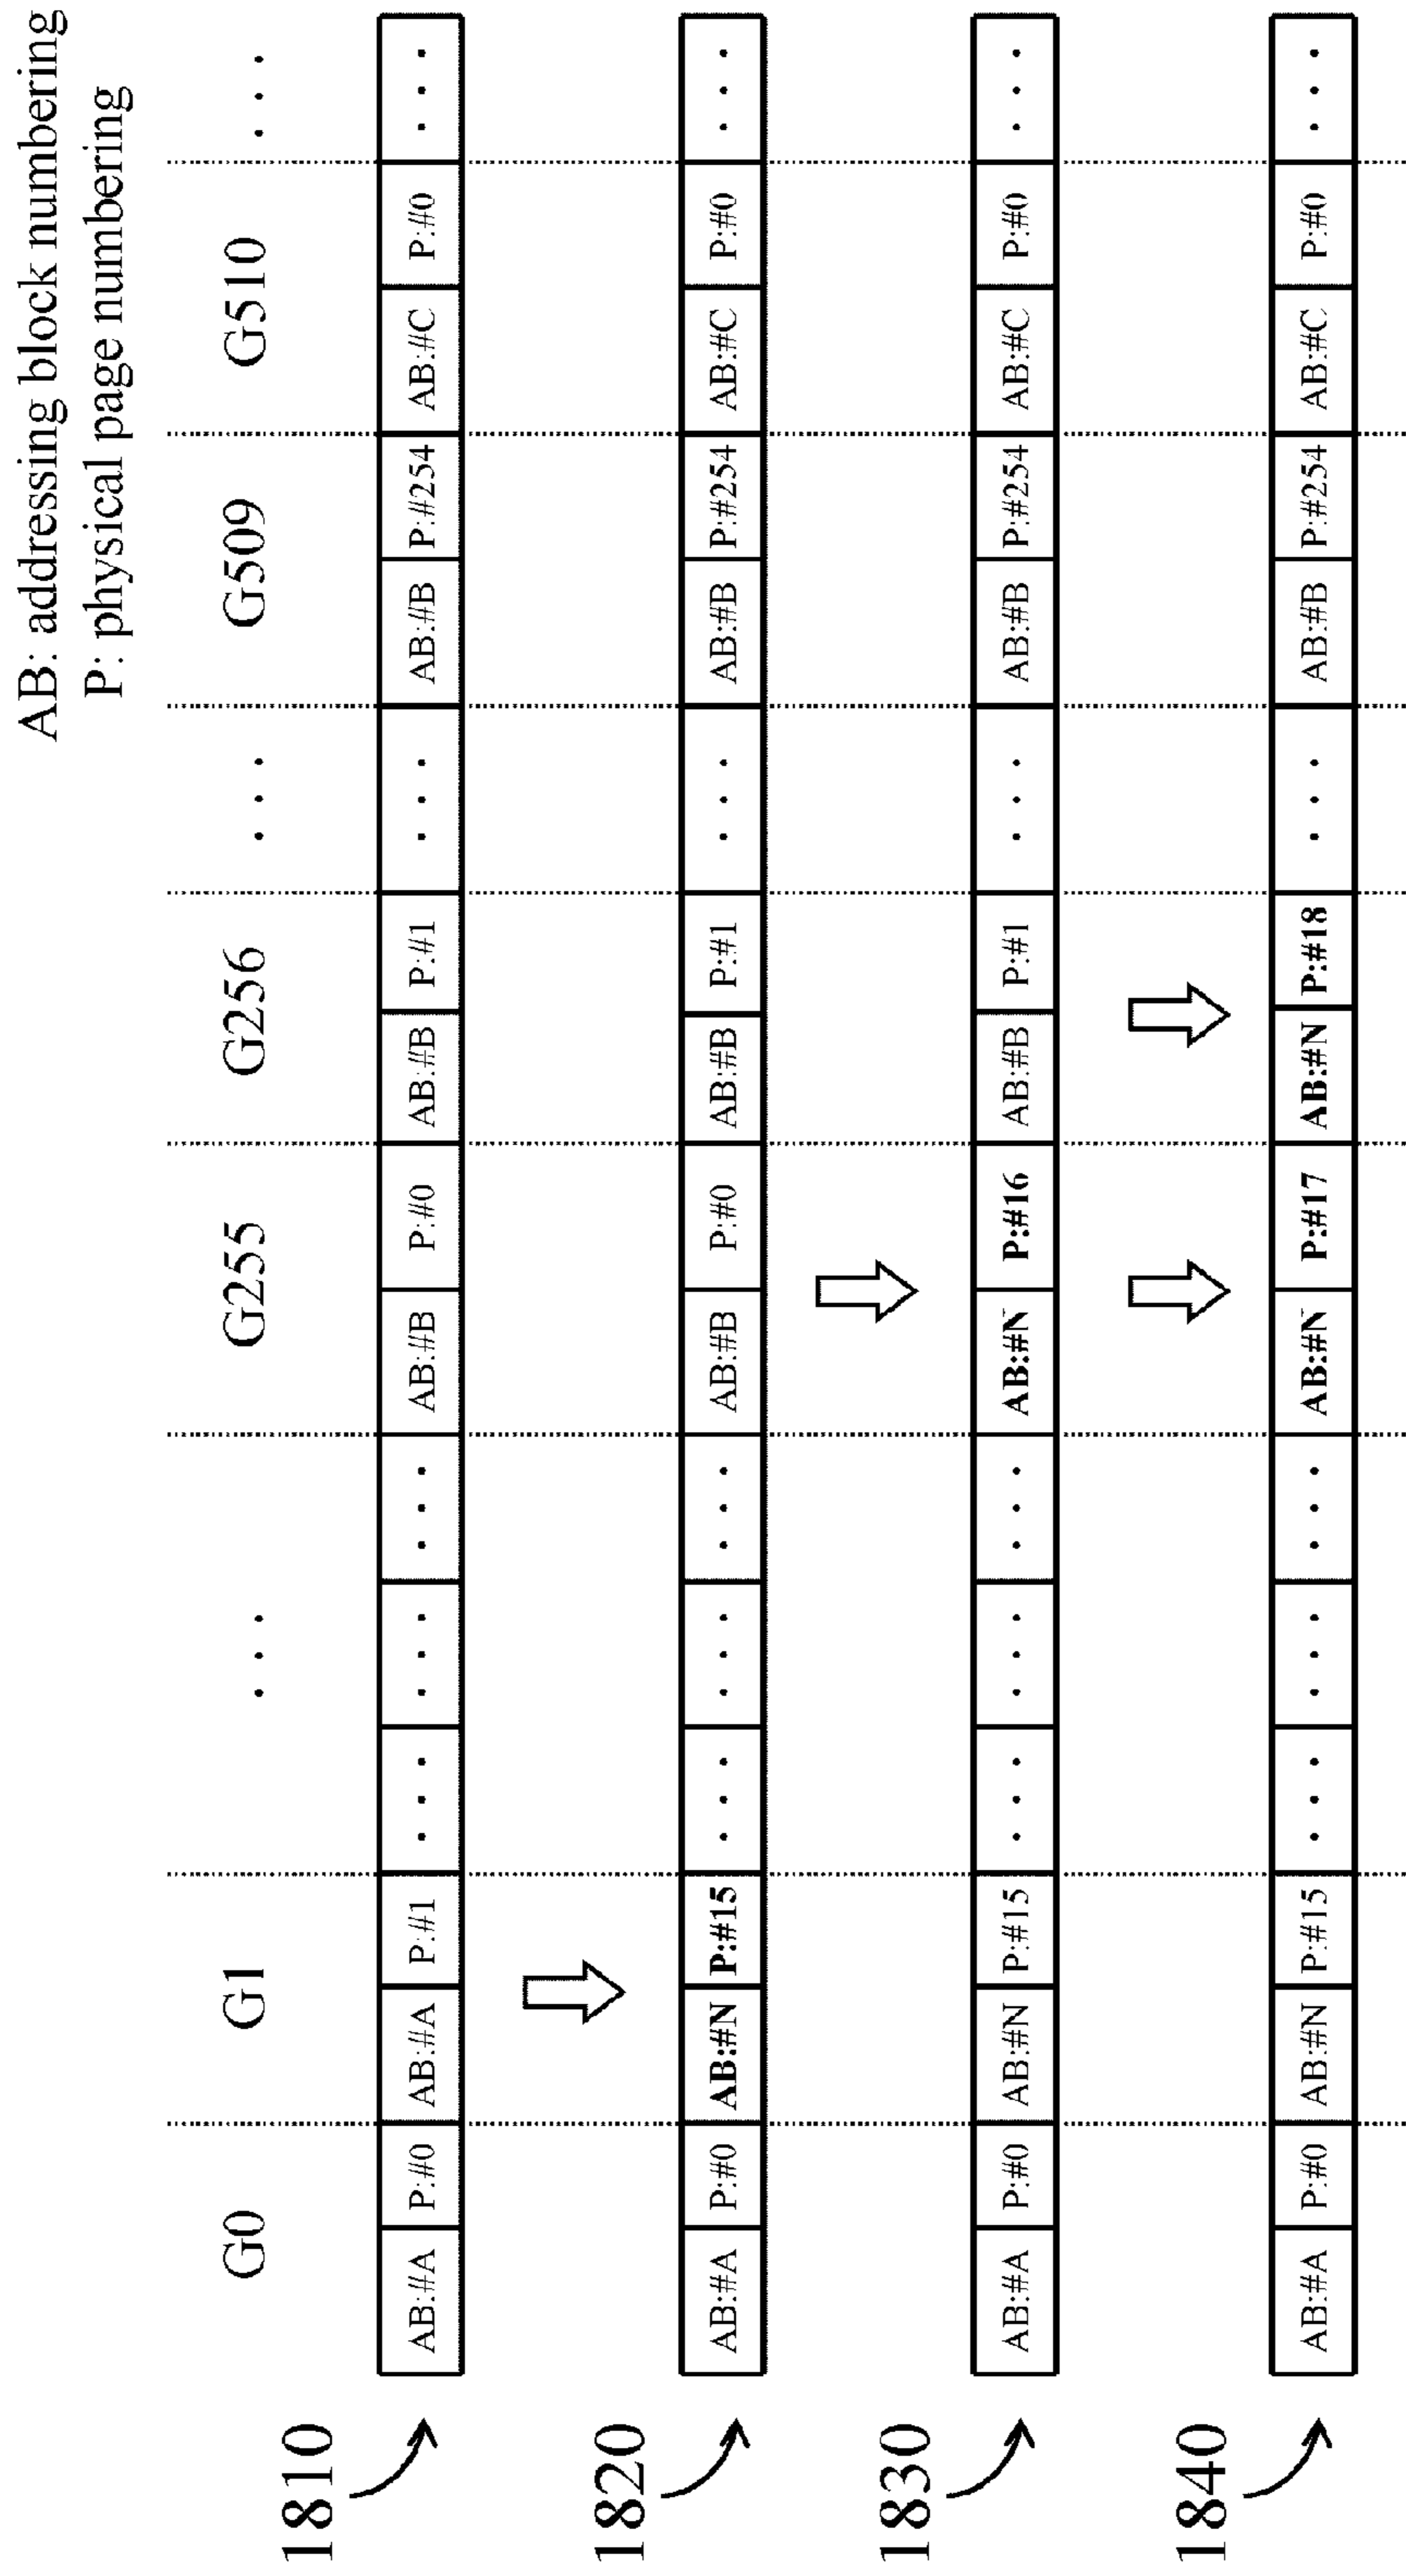 AB: addressing block numbering
P: physical page numbering
G0 G1 . . . G255 G256 . . . G509 G510 . . .
1810
AB:#A P:#0 AB:#A P:#1 . . . . . . . . . AB:#B P:#0 AB:#B P:#1 . . . AB:#B P:#254 AB:#C P:#0 . . .
1820
AB:#A P:#0 AB:#N P:#15 . . . . . . . . . AB:#B P:#0 AB:#B P:#1 . . . AB:#B P:#254 AB:#C P:#0 . . .
1830
AB:#A P:#0 AB:#N P:#15 . . . . . . . . . AB:#N P:#16 AB:#B P:#1 . . . AB:#B P:#254 AB:#C P:#0 . . .
1840
AB:#A P:#0 AB:#N P:#15 . . . . . . . . . AB:#N P:#17 AB:#N P:#18 . . . AB:#B P:#254 AB:#C P:#0 . . .